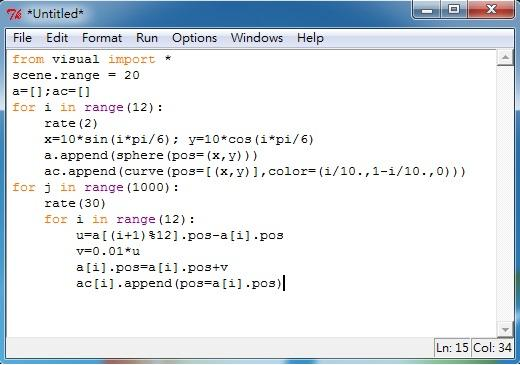 *Untitled*
File Edit Format Run Options Windows Help
from visual import *
scene.range = 20
a=[];ac=[]
for i in range(12):
    rate(2)
    x=10*sin(i*pi/6); y=10*cos(i*pi/6)
    a.append(sphere(pos=(x,y)))
    ac.append(curve(pos=[(x,y)],color=(i/10.,1-i/10.,0)))
for j in range(1000):
    rate(30)
    for i in range(12):
        u=a[(i+1)%12].pos-a[i].pos
        v=0.01*u
        a[i].pos=a[i].pos+v
        ac[i].append(pos=a[i].pos)
Ln: 15 Col: 34